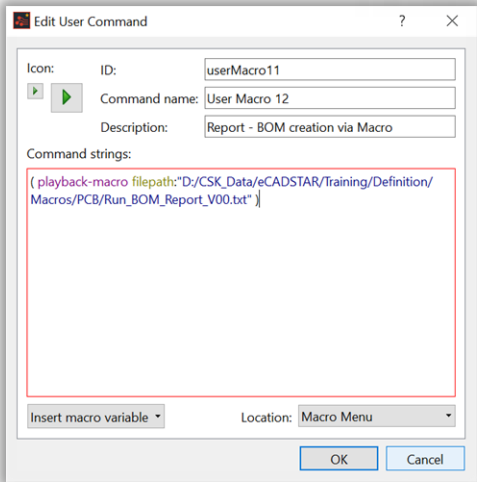 Edit User Command ?
Icon: ID: userMacro11
Command name: User Macro 12
Description: Report - BOM creation via Macro
Command strings:
( playback-macro filepath:"D:/CSK_Data/eCADSTAR/Training/Definition/
Macros/PCB/Run_BOM_Report_V00.txt" )
Insert macro variable Location: Macro Menu
OK Cancel